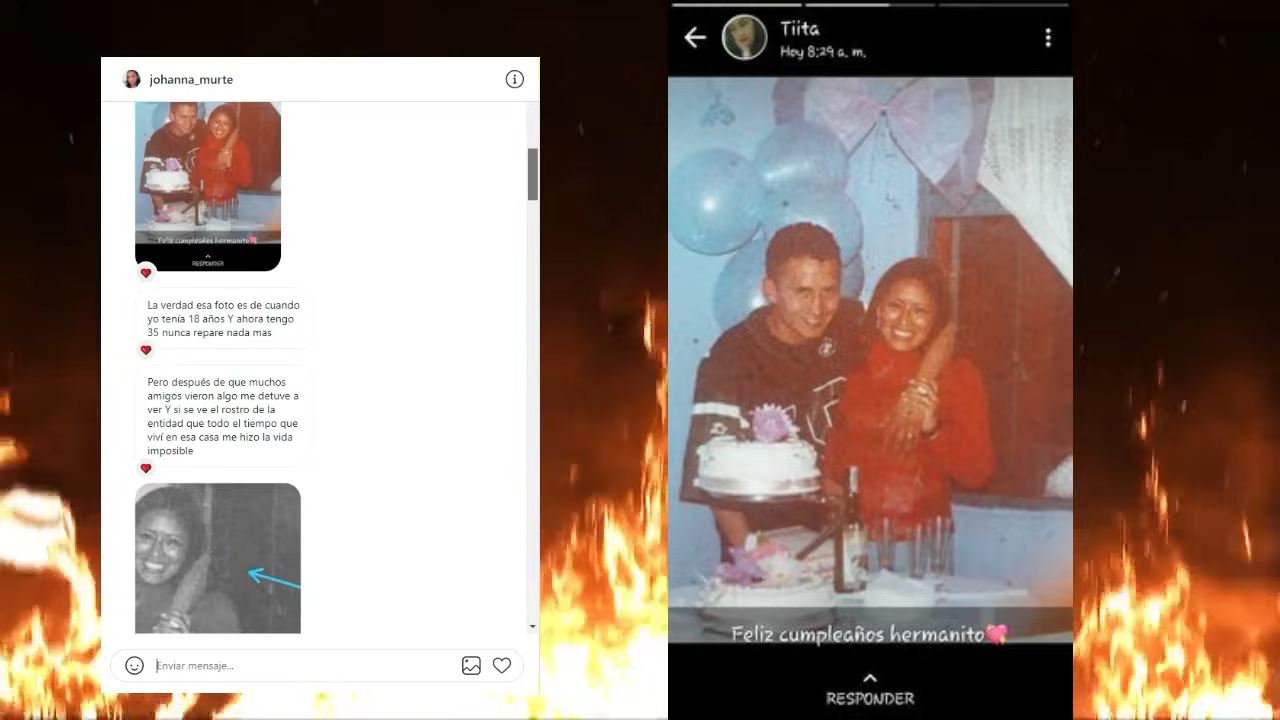 johanna_murte
Feliz cumpleaños hermanito
RESPONDER
La verdad esa foto es de cuando
yo tenía 18 años Y ahora tengo
35 nunca repare nada mas
Pero después de que muchos
amigos vieron algo me detuve a
ver Y si se ve el rostro de la
entidad que todo el tiempo que
viví en esa casa me hizo la vida
imposible
Enviar mensaje...
Tiita
Hoy 8:29 a. m.
Feliz cumpleaños hermanito💘
RESPONDER